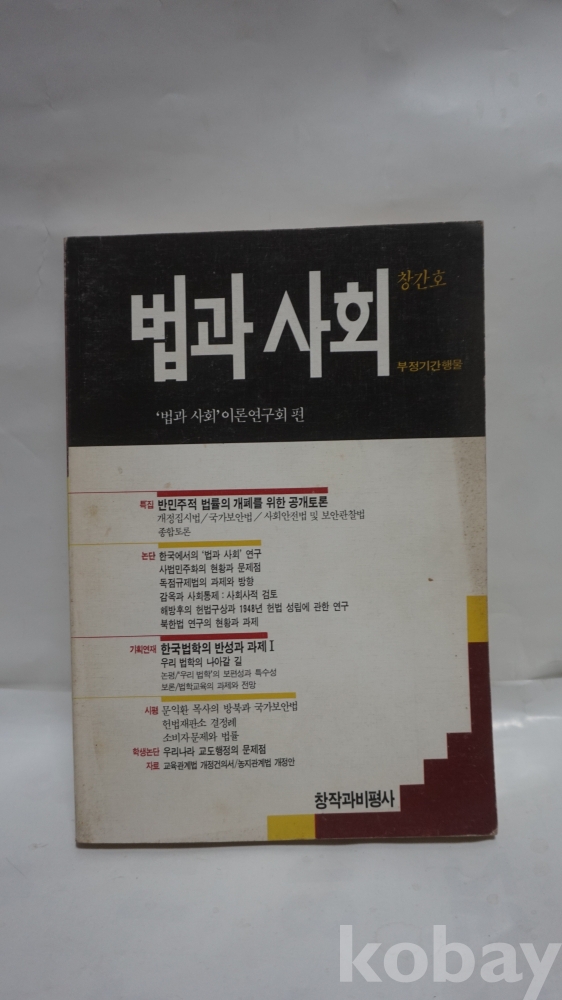 창간호
법과 사회
부정기간행물
'법과 사회'이론연구회 편
특집 반민주적 법률의 개폐를 위한 공개토론
개정집시법/국가보안법/사회안전법 및 보안관찰법
종합토론
논단 한국에서의 '법과 사회' 연구
사법민주화의 현황과 문제점
독점규제법의 과제와 방향
감옥과 사회통제 : 사회사적 검토
해방후의 헌법구상과 1948년 헌법 성립에 관한 연구
북한법 연구의 현황과 과제
기획연재 한국법학의 반성과 과제 I
우리 법학의 나아갈 길
논평/'우리 법학'의 보편성과 특수성
보론/법학교육의 과제와 전망
시평 문익환 목사의 방북과 국가보안법
헌법재판소 결정례
소비자문제와 법률
학생논단 우리나라 교도행정의 문제점
자료 교육관계법 개정건의서/농지관계법 개정안
창작과비평사
kobay